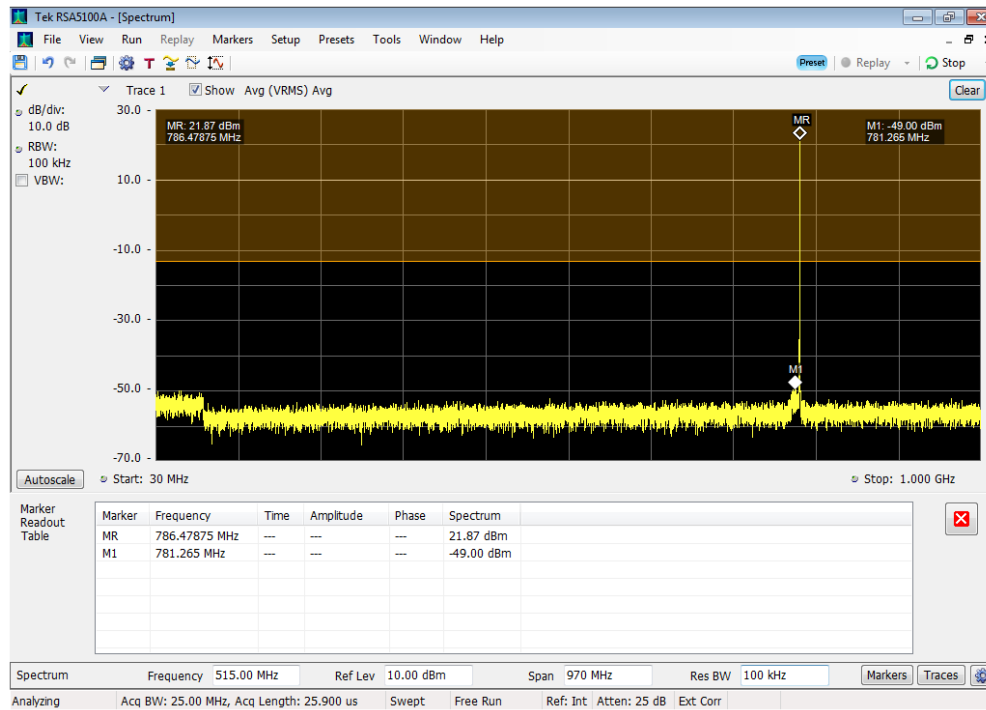 Tek RSA5100A - [Spectrum]
File View Run Replay Markers Setup Presets Tools Window Help
T Preset Replay Stop
Trace 1 Show Avg (VRMS) Avg Clear
dB/div:
10.0 dB
RBW:
100 kHz
VBW:
30.0
10.0
-10.0
-30.0
-50.0
-70.0
MR: 21.87 dBm
786.47875 MHz
MR
M1: -49.00 dBm
781.265 MHz
M1
Autoscale Start: 30 MHz Stop: 1.000 GHz
Marker
Readout
Table
Marker Frequency Time Amplitude Phase Spectrum
MR 786.47875 MHz --- --- --- 21.87 dBm
M1 781.265 MHz --- --- --- -49.00 dBm
Spectrum Frequency 515.00 MHz Ref Lev 10.00 dBm Span 970 MHz Res BW 100 kHz Markers Traces
Analyzing Acq BW: 25.00 MHz, Acq Length: 25.900 us Swept Free Run Ref: Int Atten: 25 dB Ext Corr